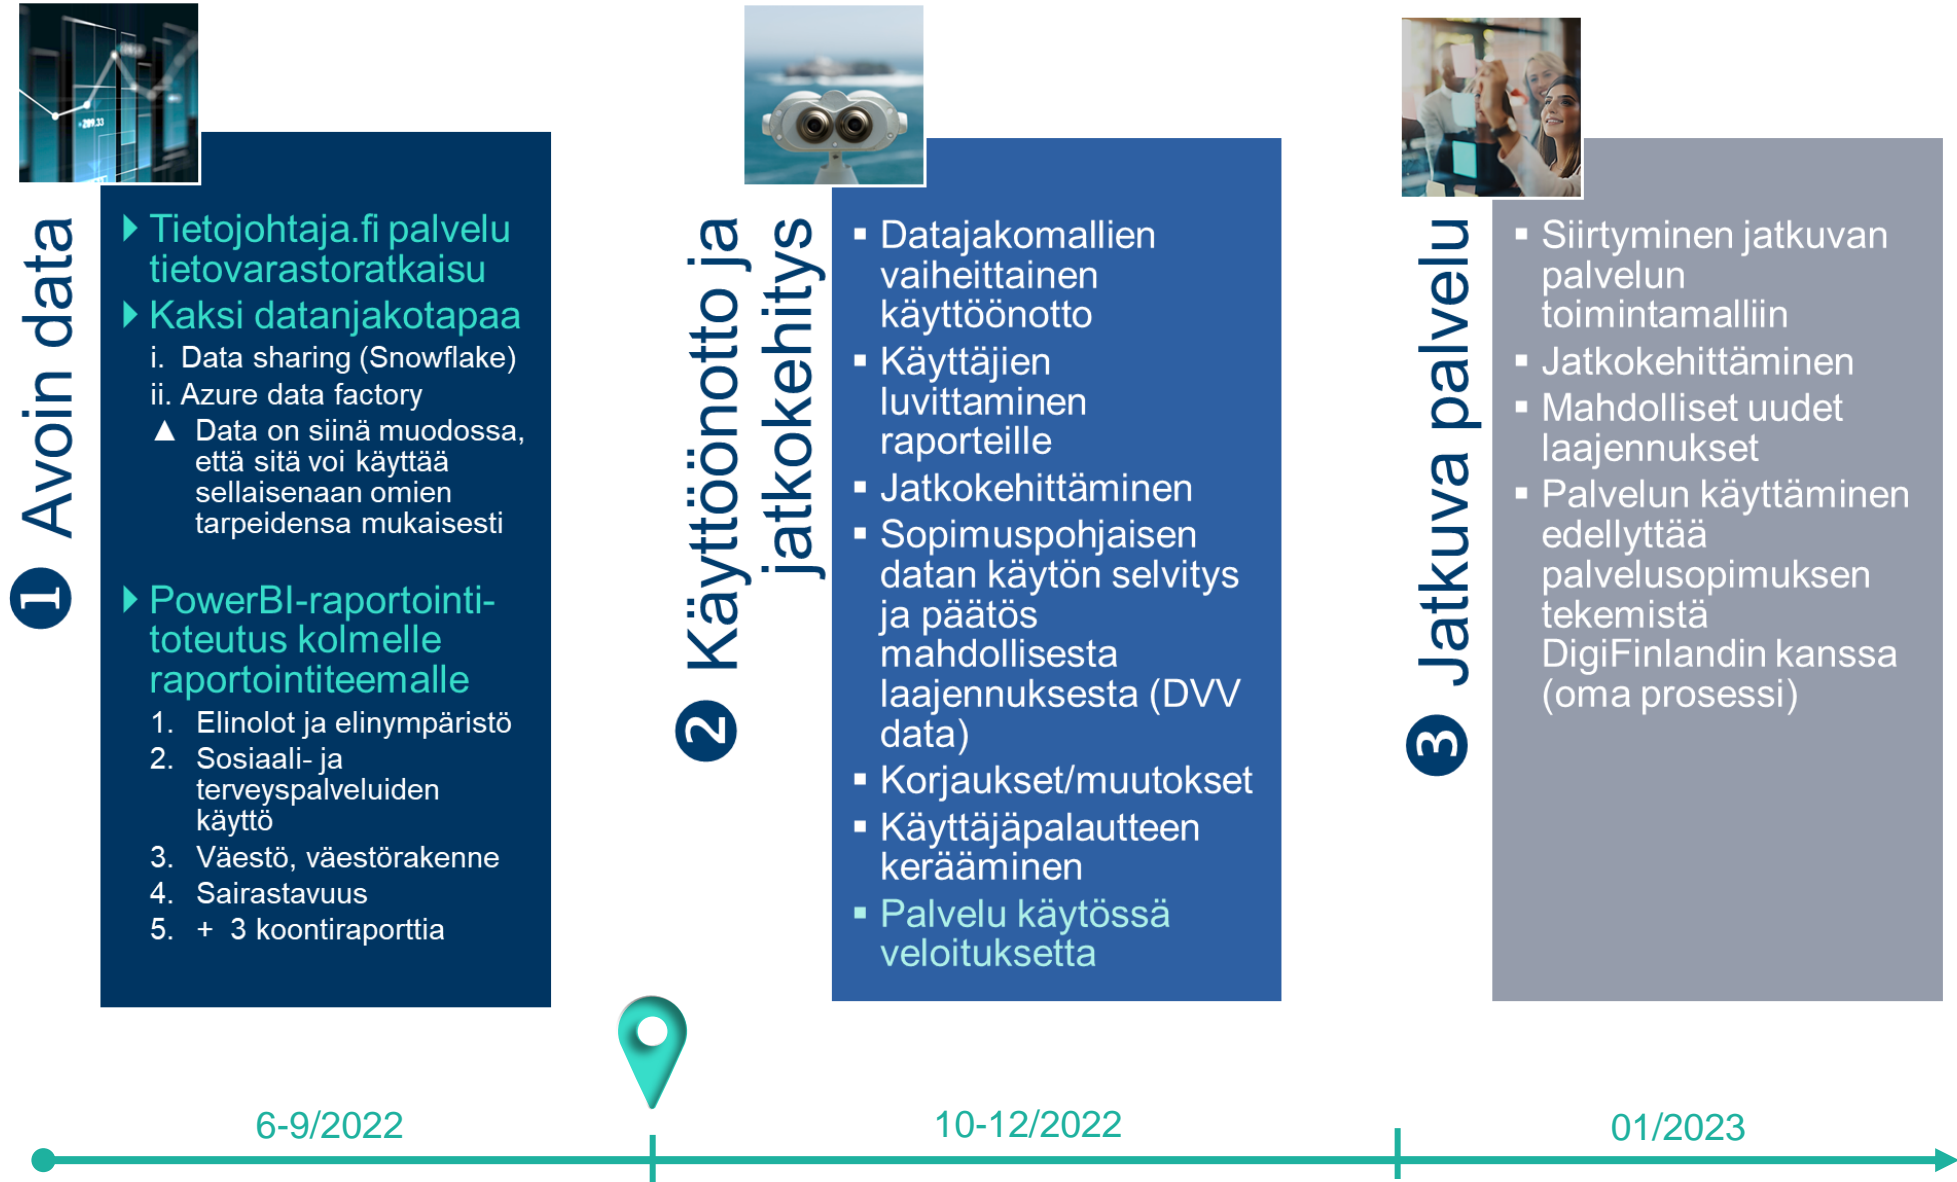 289.33
❶ Avoin data
Tietojohtaja.fi palvelu
tietovarastoratkaisu
Kaksi datanjakotapaa
i. Data sharing (Snowflake)
ii. Azure data factory
▲ Data on siinä muodossa,
että sitä voi käyttää
sellaisenaan omien
tarpeidensa mukaisesti
PowerBI-raportointi-
toteutus kolmelle
raportointiteemalle
1. Elinolot ja elinympäristö
2. Sosiaali- ja
terveyspalveluiden
käyttö
3. Väestö, väestörakenne
4. Sairastavuus
5. + 3 koontiraporttia
❷ Käyttöönotto ja
jatkokehitys
▪ Datajakomallien
vaiheittainen
käyttöönotto
▪ Käyttäjien
luvittaminen
raporteille
▪ Jatkokehittäminen
▪ Sopimuspohjaisen
datan käytön selvitys
ja päätös
mahdollisesta
laajennuksesta (DVV
data)
▪ Korjaukset/muutokset
▪ Käyttäjäpalautteen
kerääminen
▪ Palvelu käytössä
veloituksetta
❸ Jatkuva palvelu
▪ Siirtyminen jatkuvan
palvelun
toimintamalliin
▪ Jatkokehittäminen
▪ Mahdolliset uudet
laajennukset
▪ Palvelun käyttäminen
edellyttää
palvelusopimuksen
tekemistä
DigiFinlandin kanssa
(oma prosessi)
6-9/2022
10-12/2022
01/2023